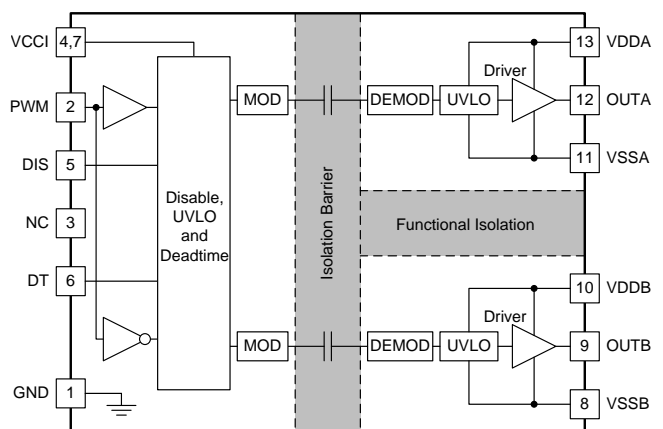 VCCI 4,7
PWM 2
DIS 5
NC 3
DT 6
GND 1
Disable,
UVLO
and
Deadtime
MOD
MOD
Isolation Barrier
DEMOD
UVLO
Driver
13 VDDA
12 OUTA
11 VSSA
Functional Isolation
DEMOD
UVLO
Driver
10 VDDB
9 OUTB
8 VSSB